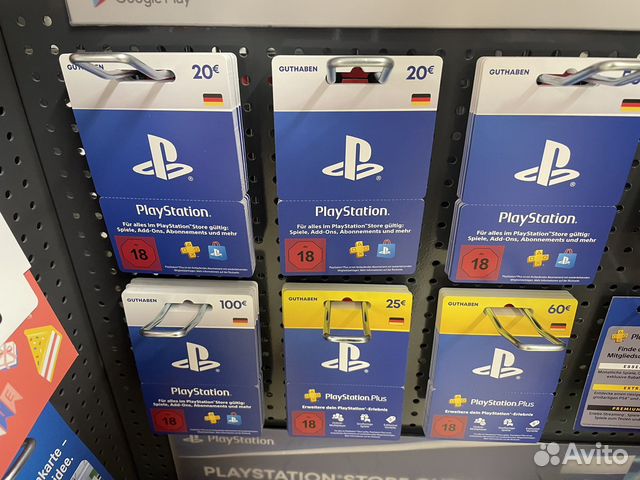 Google Play
GUTHABEN 20€
PlayStation.
Für alles im PlayStation Store gültig:
Spiele, Add-Ons, Abonnements und mehr
18
GUTHABEN 20€
PlayStation.
Für alles im PlayStation Store gültig:
Spiele, Add-Ons, Abonnements und mehr
18
GUTHABEN
PlayStation.
Für alles im PlayStation Store gültig:
Spiele, Add-Ons, Abonnements und mehr
18
GUTHABEN 100€
PlayStation.
Für alles im PlayStation Store gültig:
Spiele, Add-Ons, Abonnements und mehr
18
GUTHABEN 25€
PlayStation Plus
Erweitere dein PlayStation-Erlebnis
18
GUTHABEN 60€
PlayStation Plus
Erweitere dein PlayStation-Erlebnis
18
Finde
Mitglieds
PlayStation
PLAYSTATION STORE
Avito